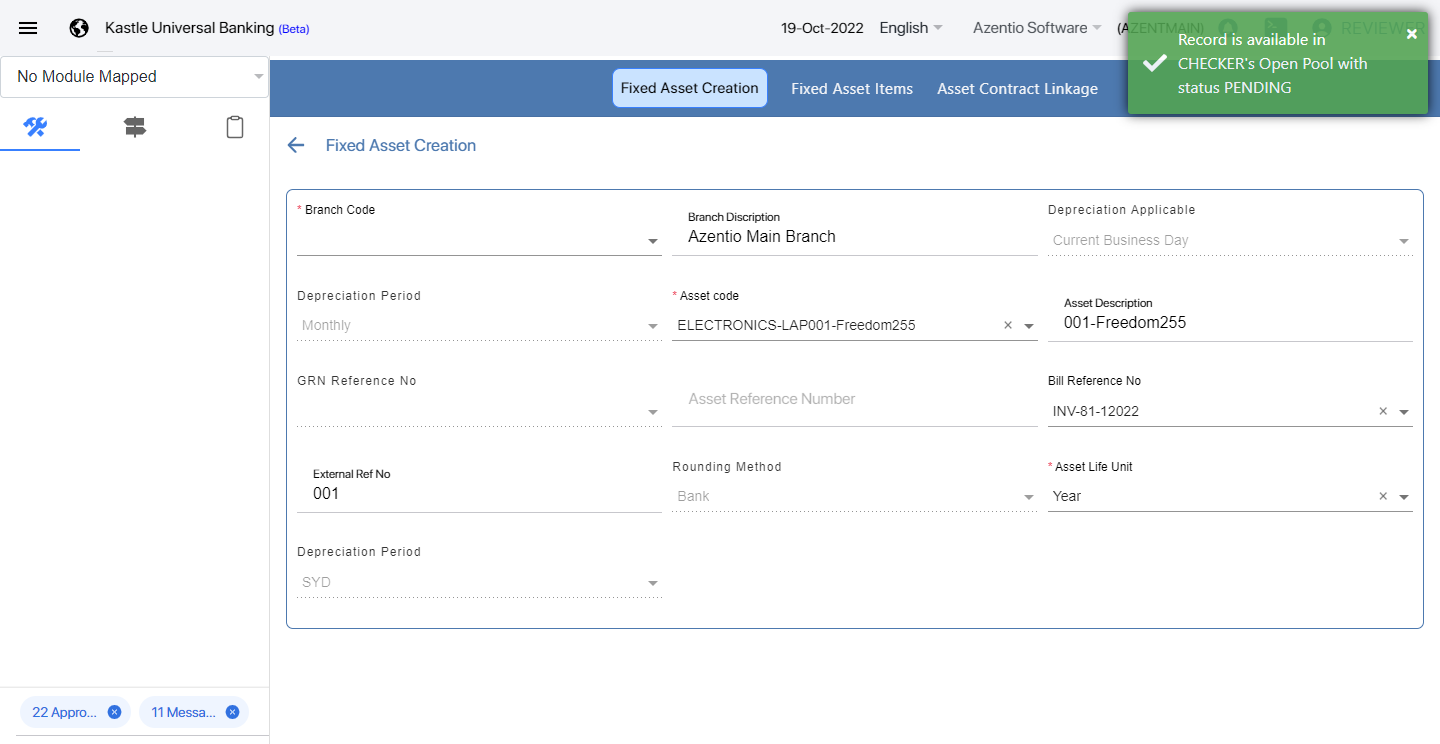 Kastle Universal Banking (Beta)
19-Oct-2022
English
Azentio Software
(AZENTMAIN)
REVIEWER
Record is available in
CHECKER's Open Pool with
status PENDING
No Module Mapped
Fixed Asset Creation
Fixed Asset Items
Asset Contract Linkage
Fixed Asset Creation
* Branch Code
Branch Discription
Azentio Main Branch
Depreciation Applicable
Current Business Day
Depreciation Period
Monthly
* Asset code
ELECTRONICS-LAP001-Freedom255
Asset Description
001-Freedom255
GRN Reference No
Asset Reference Number
Bill Reference No
INV-81-12022
External Ref No
001
Rounding Method
Bank
* Asset Life Unit
Year
Depreciation Period
SYD
22 Appro...
11 Messa...